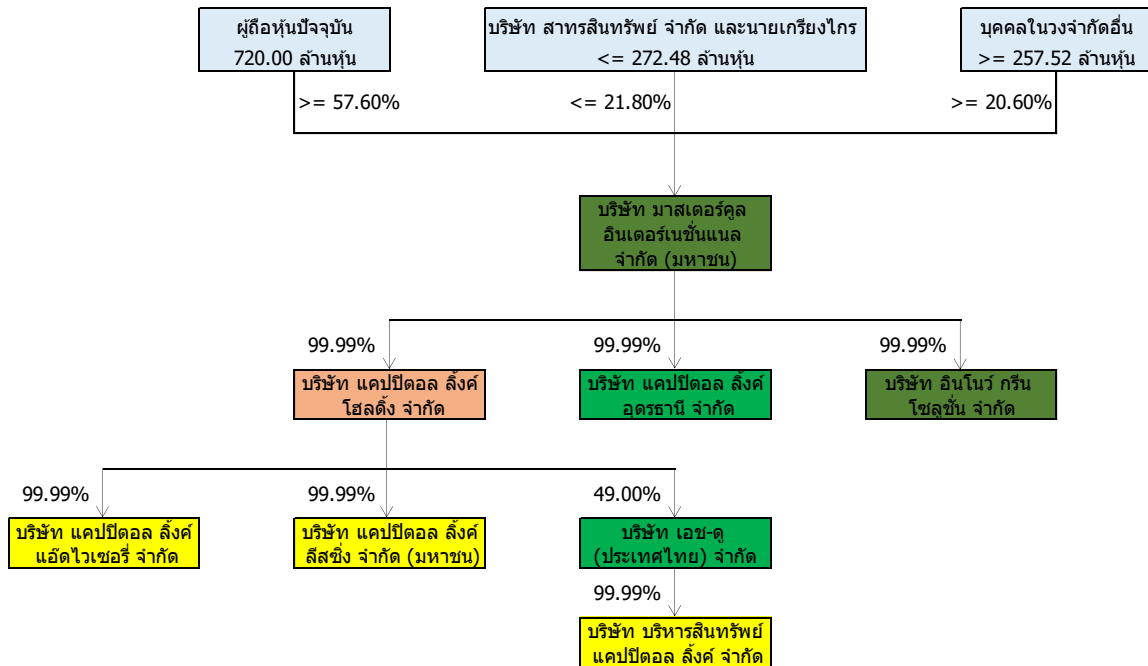 ผู้ถือหุ้นปัจจุบัน
720.00 ล้านหุ้น
บริษัท สาทรสินทรัพย์ จำกัด และนายเกรียงไกร
<= 272.48 ล้านหุ้น
บุคคลในวงจำกัดอื่น
>= 257.52 ล้านหุ้น
>= 57.60%
<= 21.80%
>= 20.60%
บริษัท มาสเตอร์คูล
อินเตอร์เนชั่นแนล
จำกัด (มหาชน)
99.99%
99.99%
99.99%
บริษัท แคปปิตอล ลิ้งค์
โฮลดิ้ง จำกัด
บริษัท แคปปิตอล ลิ้งค์
อุดรธานี จำกัด
บริษัท อินโนว์ กรีน
โซลูชั่น จำกัด
99.99%
99.99%
49.00%
บริษัท แคปปิตอล ลิ้งค์
แอ๊ดไวเซอรี่ จำกัด
บริษัท แคปปิตอล ลิ้งค์
ลีสซิ่ง จำกัด (มหาชน)
บริษัท เอช-ดู
(ประเทศไทย) จำกัด
99.99%
บริษัท บริหารสินทรัพย์
แคปปิตอล ลิ้งค์ จำกัด